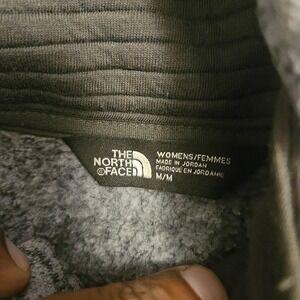 THE
NORTH
©FACE
WOMENS/FEMMES
MADE IN JORDAN
FABRIQUE EN JORDANIE
M/M